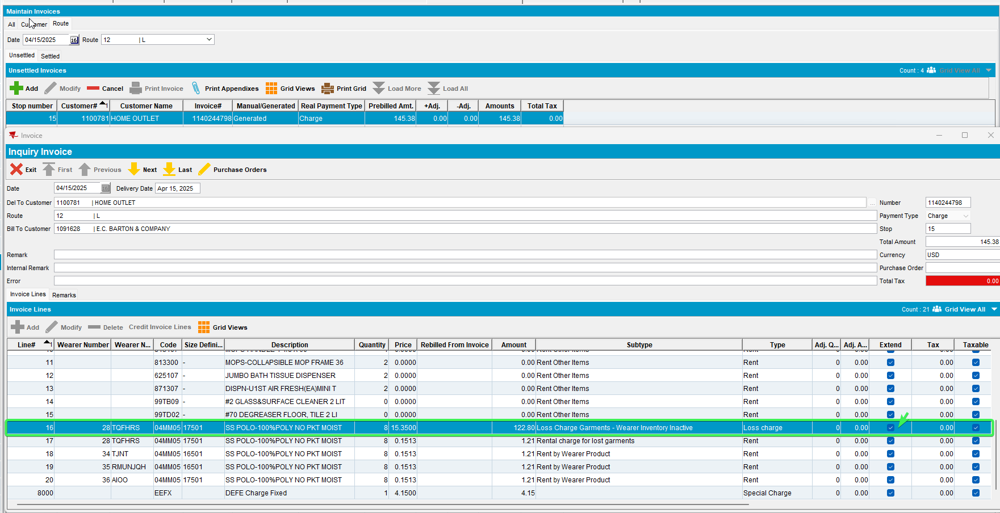 Maintain Invoices
All Customer Route
Date 04/15/2025 16 Route 12 | L
Unsettled Settled
Unsettled Invoices Count : 4 Grid View All
Add Modify Cancel Print Invoice Print Appendixes Grid Views Print Grid Load More Load All
Stop number Customer# 1 Customer Name Invoice# Manual/Generated Real Payment Type Prebilled Amt. +Adj. -Adj. Amounts Total Tax
15 1100781 HOME OUTLET 1140244798 Generated Charge 145.38 0.00 0.00 145.38 0.00
Invoice
Inquiry Invoice
Exit First Previous Next Last Purchase Orders
Date 04/15/2025 16 Delivery Date Apr 15, 2025
Del To Customer 1100781 | HOME OUTLET ... Number 1140244798
Route 12 | L Payment Type Charge
Bill To Customer 1091628 | E.C. BARTON & COMPANY Stop 15
Total Amount 145.38
Remark Currency USD
Internal Remark Purchase Order
Error Total Tax 0.00
Invoice Lines Remarks
Invoice Lines Count : 21 Grid View All
Add Modify Delete Credit Invoice Lines Grid Views
Line# 1 Wearer Number Wearer N... Code Size Defini... Description Quantity Price Rebilled From Invoice Amount Subtype Type Adj. Q... Adj. A... Extend Tax Taxable
11 813300 - MOPS-COLLAPSIBLE MOP FRAME 36 2 0.0000 0.00 Rent Other Items Rent 0 0.00 0.00
12 625107 - JUMBO BATH TISSUE DISPENSER 2 0.0000 0.00 Rent Other Items Rent 0 0.00 0.00
13 871307 - DISPN-U1ST AIR FRESH(EA)MINI T 2 0.0000 0.00 Rent Other Items Rent 0 0.00 0.00
14 99TB09 - #2 GLASS&SURFACE CLEANER 2 LIT 0 0.0000 0.00 Rent Other Items Rent 0 0.00 0.00
15 99TD02 - #70 DEGREASER FLOOR, TILE 2 LI 0 0.0000 0.00 Rent Other Items Rent 0 0.00 0.00
16 28 TQFHRS 04MM05 17501 SS POLO-100%POLY NO PKT MOIST 8 15.3500 122.80 Loss Charge Garments - Wearer Inventory Inactive Loss charge 0 0.00 0.00
17 28 TQFHRS 04MM05 17501 SS POLO-100%POLY NO PKT MOIST 8 0.1513 1.21 Rental charge for lost garments Rent 0 0.00 0.00
18 34 TJNT 04MM05 16501 SS POLO-100%POLY NO PKT MOIST 8 0.1513 1.21 Rent by Wearer Product Rent 0 0.00 0.00
19 35 RMUNJQH 04MM05 16501 SS POLO-100%POLY NO PKT MOIST 8 0.1513 1.21 Rent by Wearer Product Rent 0 0.00 0.00
20 36 AIOO 04MM05 17501 SS POLO-100%POLY NO PKT MOIST 8 0.1513 1.21 Rent by Wearer Product Rent 0 0.00 0.00
8000 EEFX DEFE Charge Fixed 1 4.1500 4.15 Special Charge 0 0.00 0.00